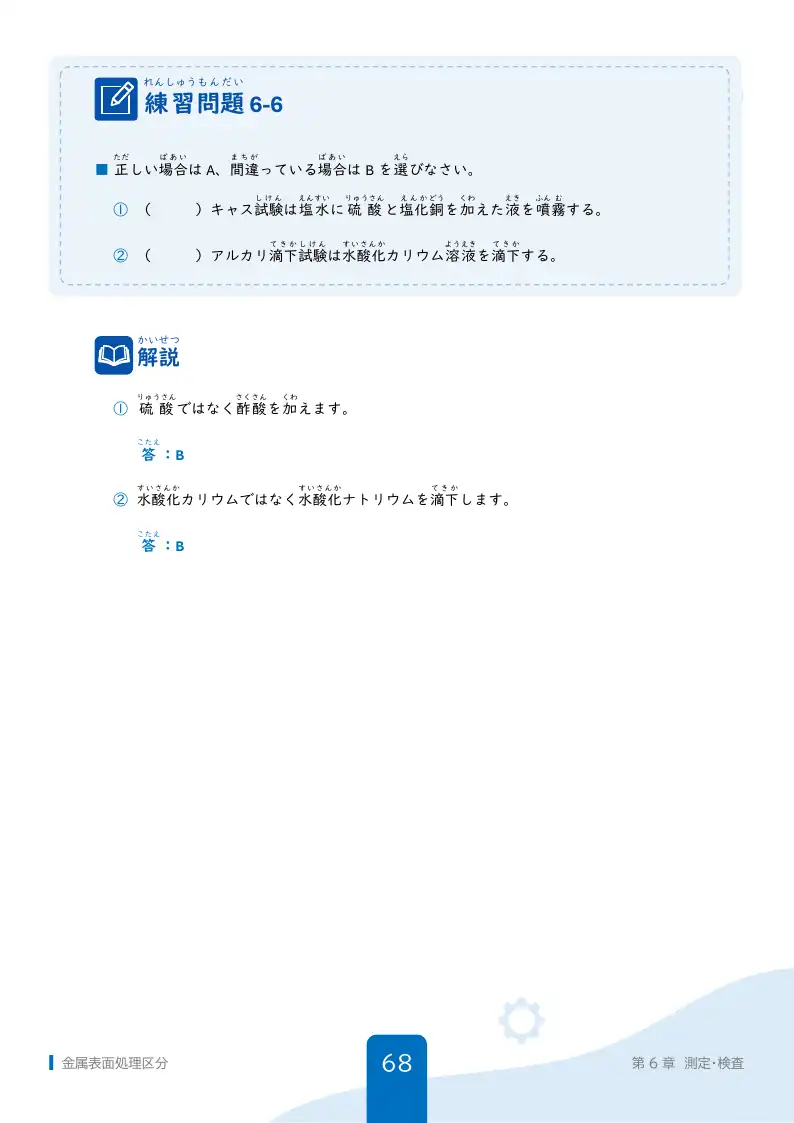 れんしゅうもんだい
練習問題 6-6
ただ ばあい まちが ばあい えら
■ 正しい場合は A、間違っている場合は B を選びなさい。
しけん えんすい りゅうさん えんかどう くわ えき ふんむ
① （　　　）キャス試験は塩水に硫酸と塩化銅を加えた液を噴霧する。
てきかしけん すいさんか ようえき てきか
② （　　　）アルカリ滴下試験は水酸化カリウム溶液を滴下する。
かいせつ
解説
りゅうさん さくさん くわ
① 硫酸ではなく酢酸を加えます。
こたえ
答：B
すいさんか すいさんか てきか
② 水酸化カリウムではなく水酸化ナトリウムを滴下します。
こたえ
答：B
金属表面処理区分
68
第 6 章 測定･検査